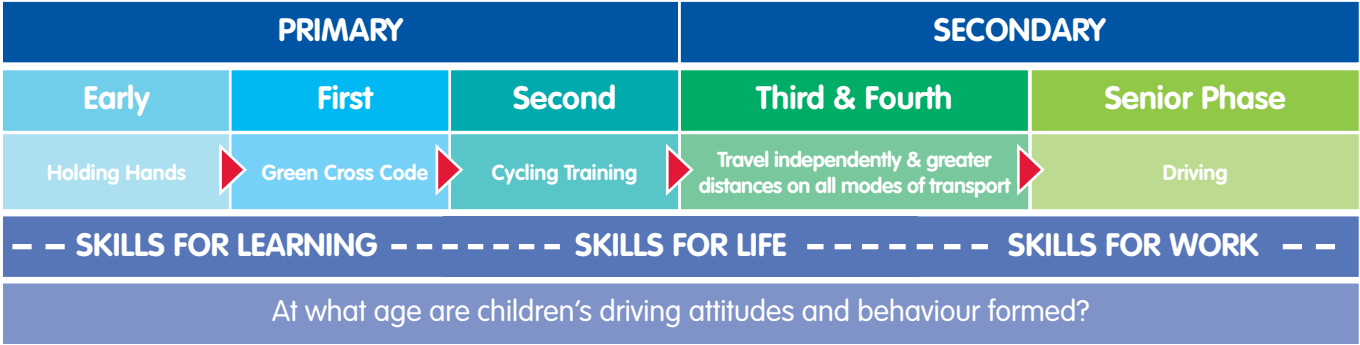 PRIMARY
SECONDARY
Early
First
Second
Third & Fourth
Senior Phase
Holding Hands
Green Cross Code
Cycling Training
Travel independently & greater
distances on all modes of transport
Driving
– – SKILLS FOR LEARNING – – – – – – – – SKILLS FOR LIFE – – – – – – – – SKILLS FOR WORK – –
At what age are children’s driving attitudes and behaviour formed?